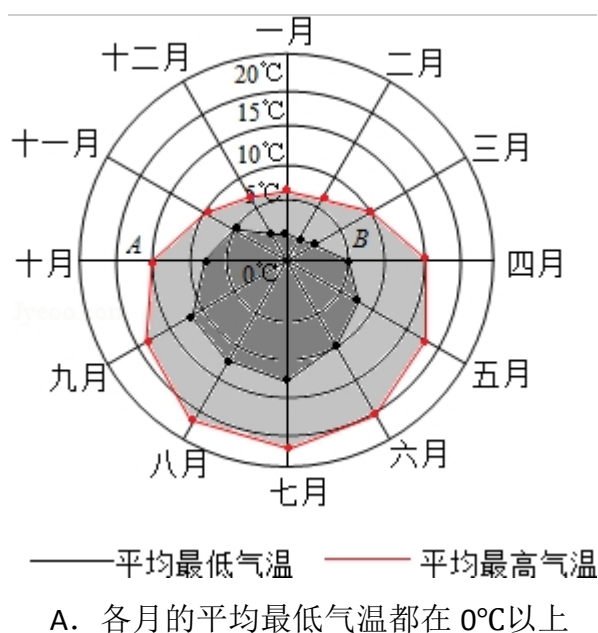 一月
十二月
二月
20℃
15℃
十一月
三月
10℃
5℃
A
B
十月
四月
0℃
九月
五月
八月
六月
七月
平均最低气温 平均最高气温
A．各月的平均最低气温都在 0℃以上